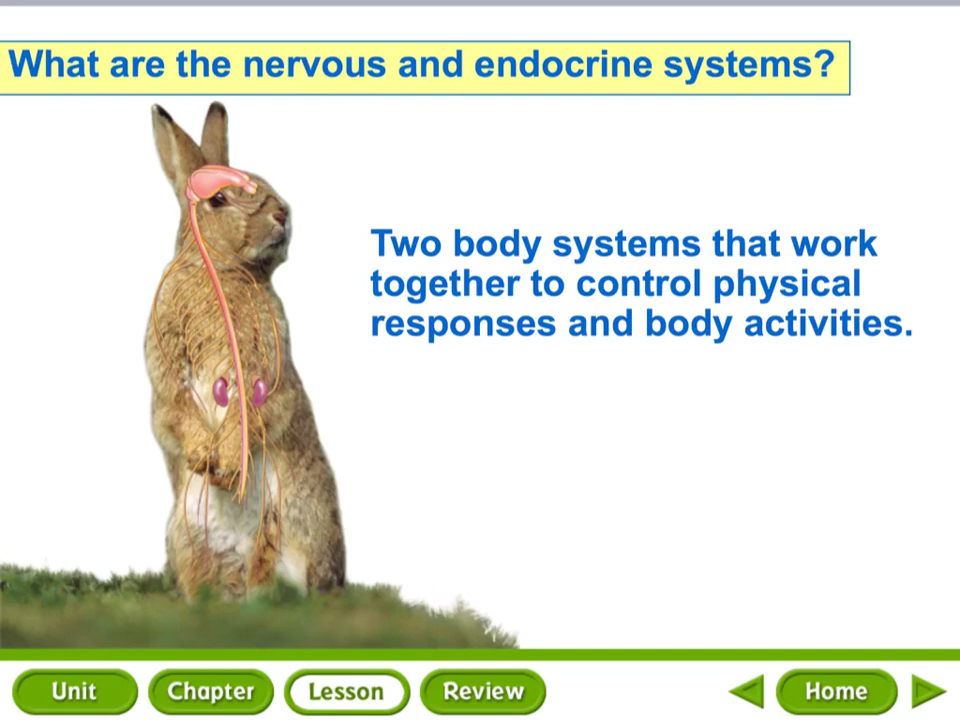 What are the nervous and endocrine systems?
Two body systems that work
together to control physical
responses and body activities.
Unit
Chapter
Lesson
Review
Home